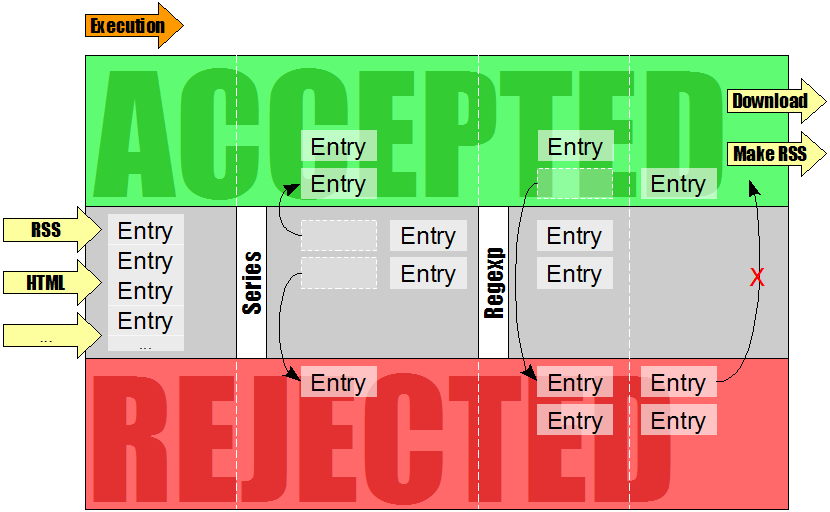 Execution
ACCEPTED
Download
Make RSS
Entry
Entry
Entry
Entry
RSS
HTML
...
Entry
Entry
Entry
Entry
...
Series
Entry
Entry
Regexp
Entry
Entry
X
REJECTED
Entry
Entry
Entry
Entry
Entry